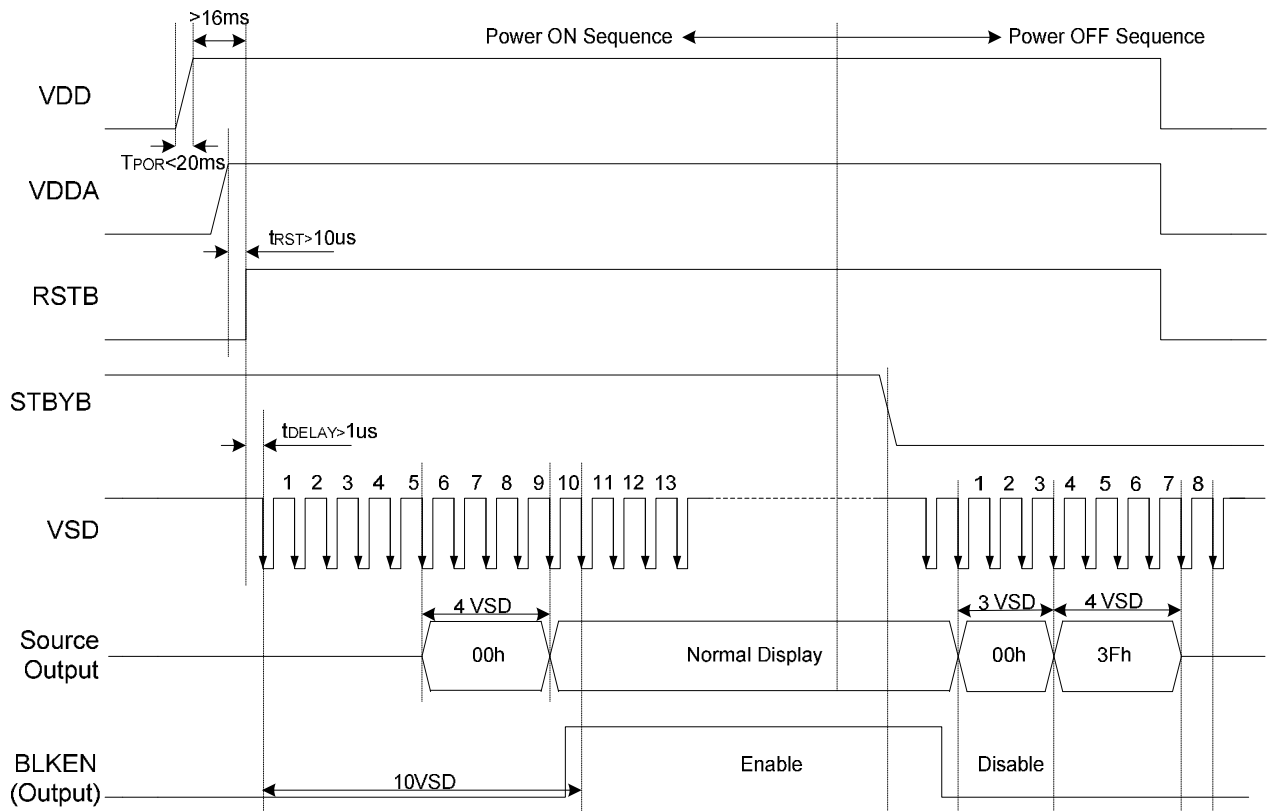 >16ms
Power ON Sequence
Power OFF Sequence
VDD
TPOR<20ms
VDDA
tRST>10us
RSTB
STBYB
tDELAY>1us
1 2 3 4 5 6 7 8 9 10 11 12 13
1 2 3 4 5 6 7 8
VSD
4 VSD
3 VSD
4 VSD
Source
Output
00h
Normal Display
00h
3Fh
BLKEN
(Output)
10VSD
Enable
Disable